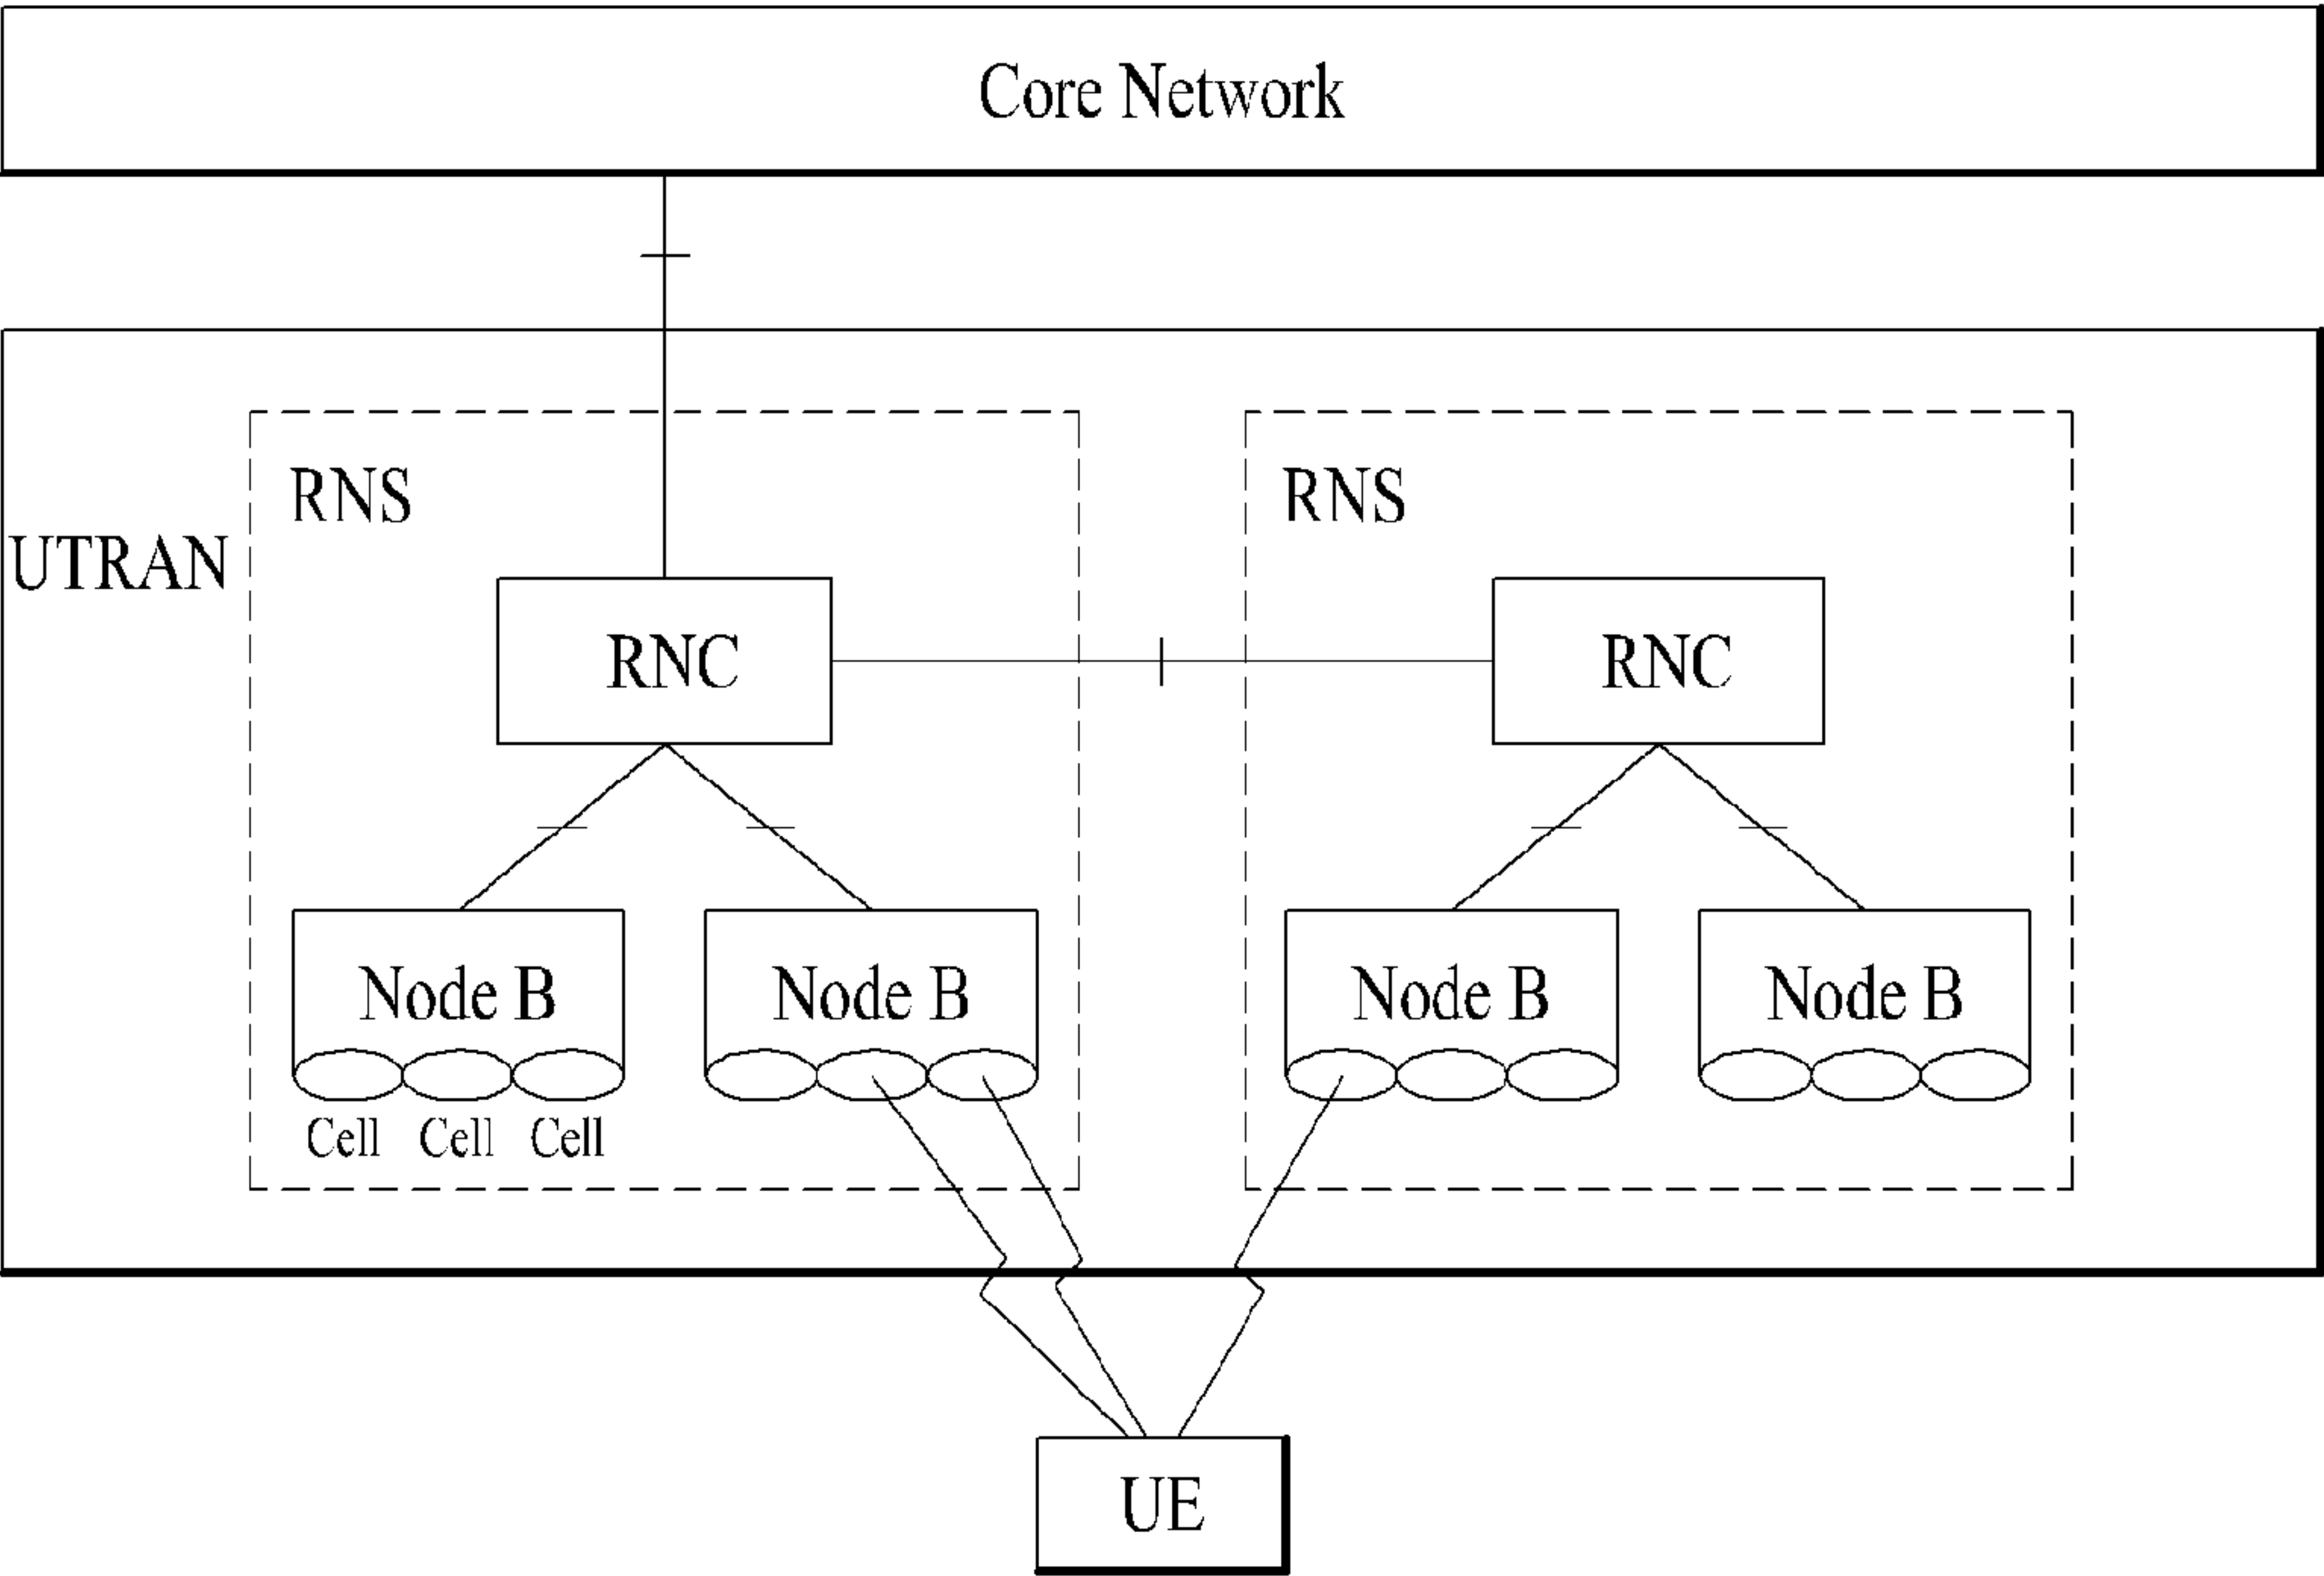 Core Network
RNS
RNS
UTRAN
RNC
RNC
Node B
Node B
Node B
Node B
Cell
Cell
Cell
UE